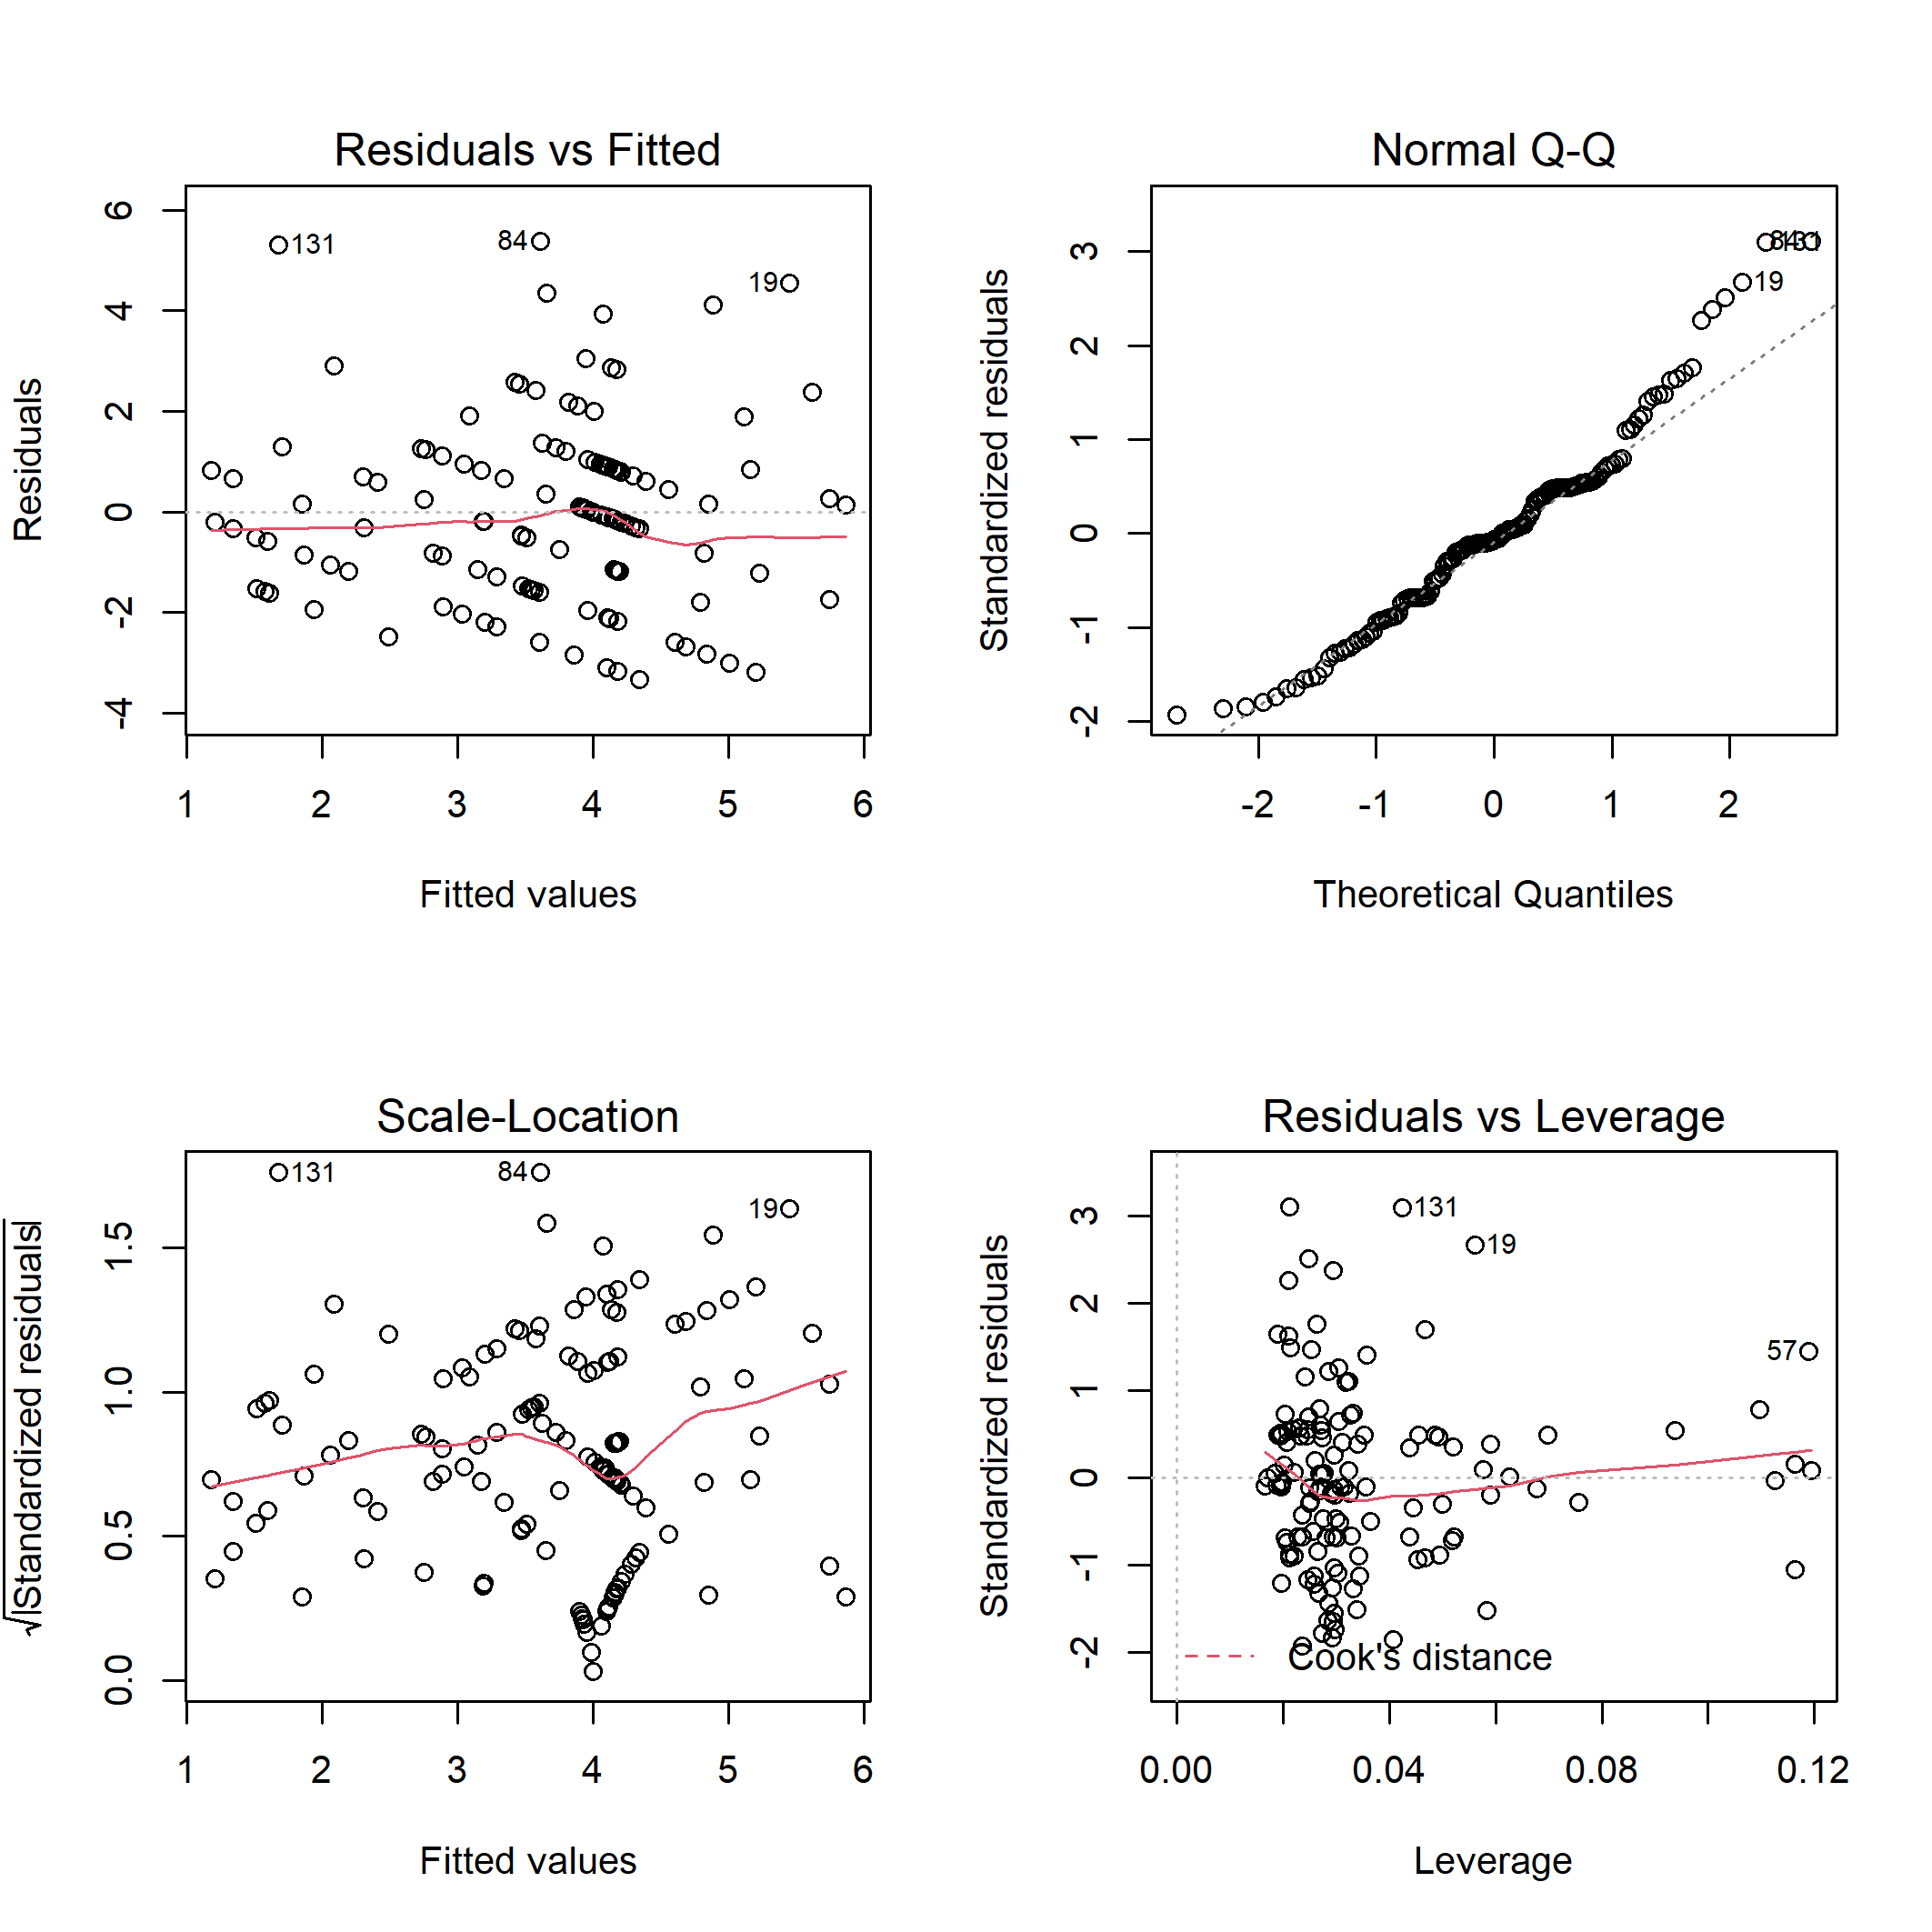 Residuals vs Fitted
Residuals
6
4
2
0
-2
-4
131
84
19
1 2 3 4 5 6
Fitted values
Normal Q-Q
Standardized residuals
3
2
1
0
-1
-2
84
131
19
-2 -1 0 1 2
Theoretical Quantiles
Scale-Location
√|Standardized residuals|
1.5
1.0
0.5
0.0
131
84
19
1 2 3 4 5 6
Fitted values
Residuals vs Leverage
Standardized residuals
3
2
1
0
-1
-2
131
19
57
Cook's distance
0.00 0.04 0.08 0.12
Leverage